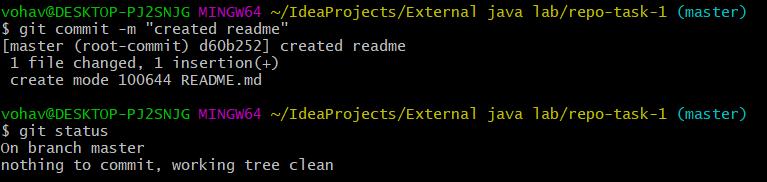 vohav@DESKTOP-PJ2SNJG MINGW64 ~/IdeaProjects/External java lab/repo-task-1 (master)
$ git commit -m "created readme"
[master (root-commit) d60b252] created readme
 1 file changed, 1 insertion(+)
 create mode 100644 README.md
vohav@DESKTOP-PJ2SNJG MINGW64 ~/IdeaProjects/External java lab/repo-task-1 (master)
$ git status
On branch master
nothing to commit, working tree clean